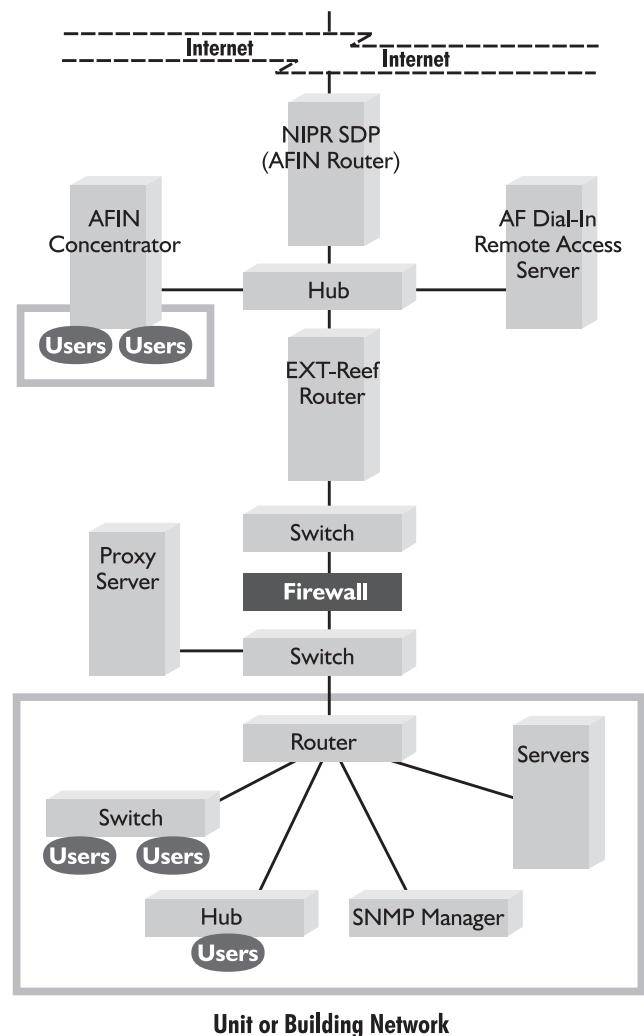 Internet
Internet
NIPR SDP
(AFIN Router)
AFIN
Concentrator
AF Dial-In
Remote Access
Server
Hub
Users
Users
EXT-Reef
Router
Switch
Proxy
Server
Firewall
Switch
Router
Servers
Switch
Users
Users
Hub
SNMP Manager
Users
Unit or Building Network